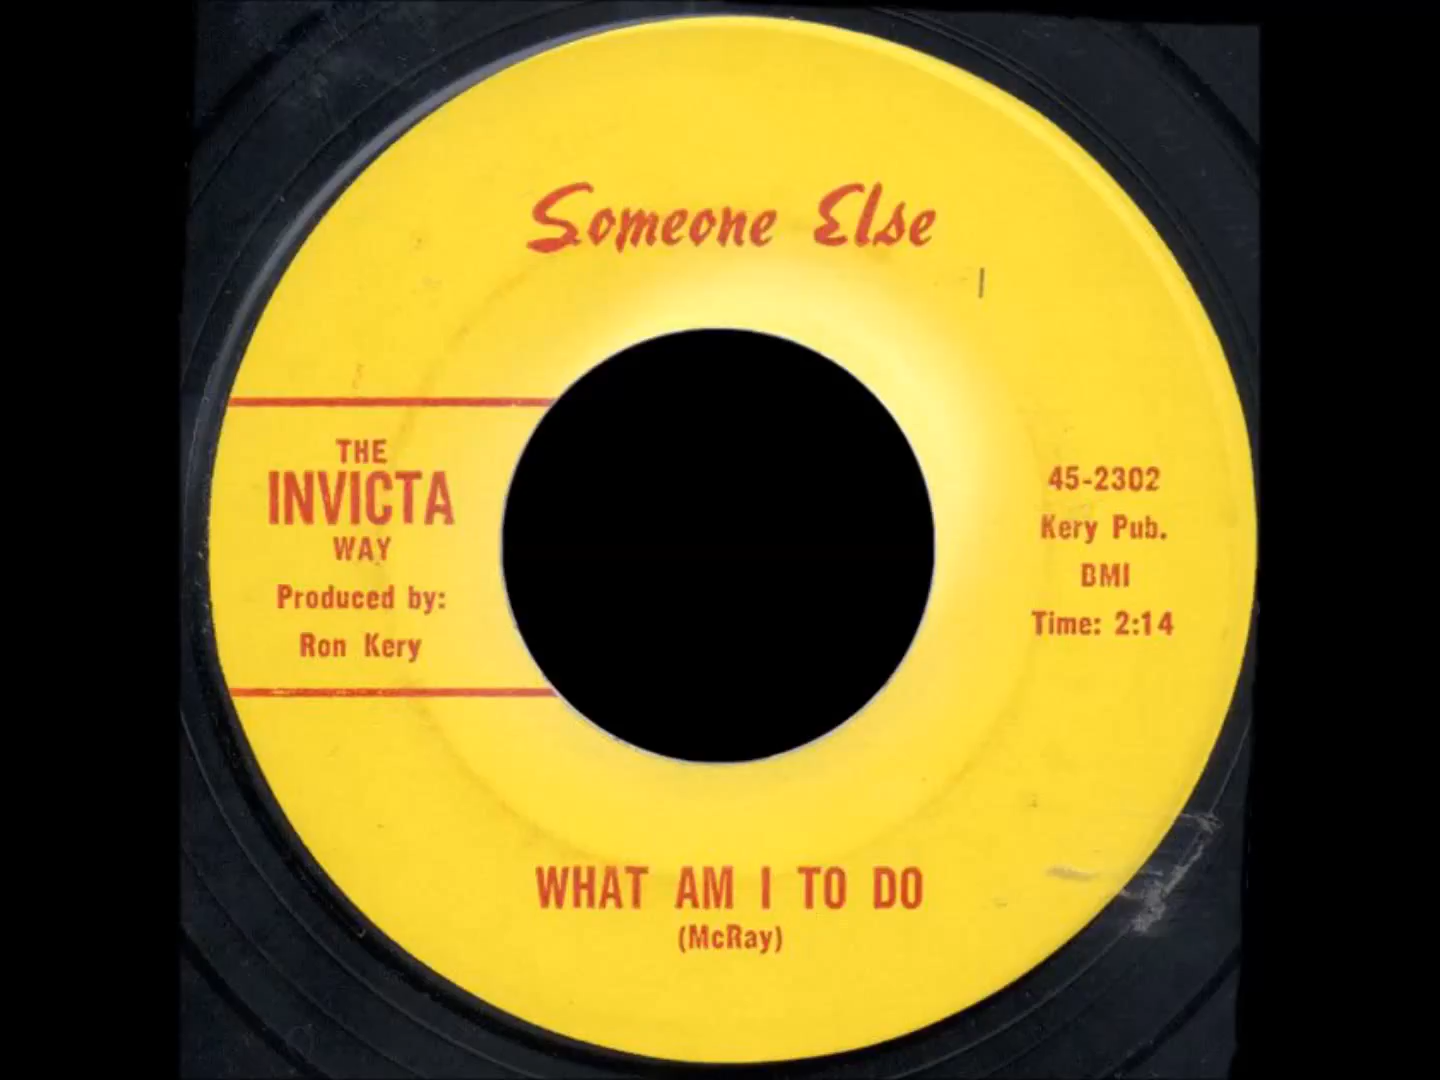 Someone Else
THE
INVICTA
WAY
Produced by:
Ron Kery
45-2302
Kery Pub.
BMI
Time: 2:14
WHAT AM I TO DO
(McRay)